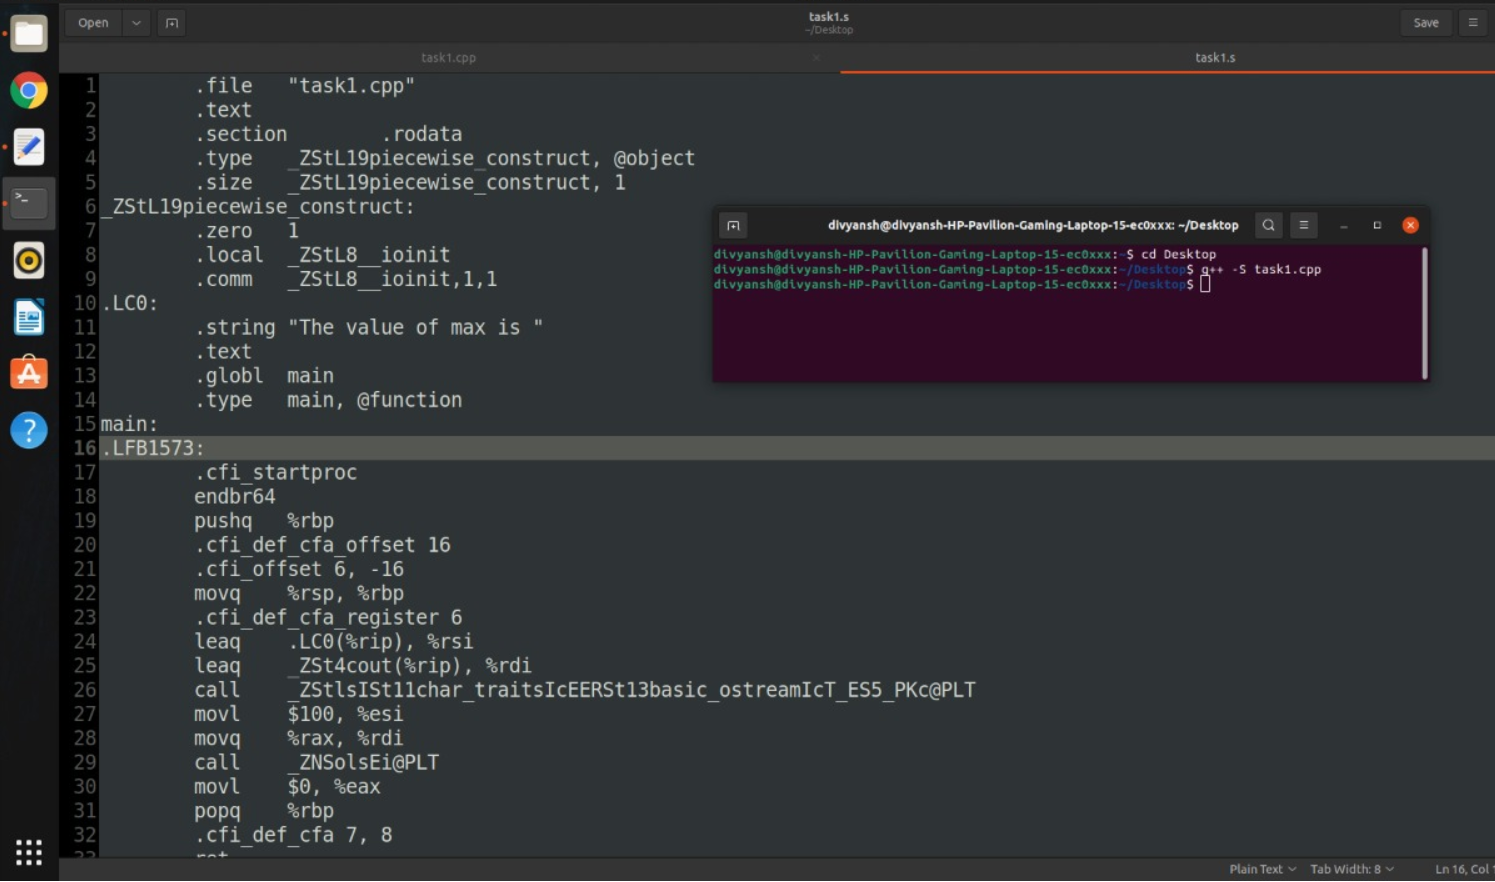 Open
task1.s
~/Desktop
Save
task1.cpp
task1.s
1 .file "task1.cpp"
2 .text
3 .section .rodata
4 .type _ZStL19piecewise_construct, @object
5 .size _ZStL19piecewise_construct, 1
6 _ZStL19piecewise_construct:
7 .zero 1
8 .local _ZStL8__ioinit
9 .comm _ZStL8__ioinit,1,1
10 .LC0:
11 .string "The value of max is "
12 .text
13 .globl main
14 .type main, @function
15 main:
16 .LFB1573:
17 .cfi_startproc
18 endbr64
19 pushq %rbp
20 .cfi_def_cfa_offset 16
21 .cfi_offset 6, -16
22 movq %rsp, %rbp
23 .cfi_def_cfa_register 6
24 leaq .LC0(%rip), %rsi
25 leaq _ZSt4cout(%rip), %rdi
26 call _ZStlsISt11char_traitsIcEERSt13basic_ostreamIcT_ES5_PKc@PLT
27 movl $100, %esi
28 movq %rax, %rdi
29 call _ZNSolsEi@PLT
30 movl $0, %eax
31 popq %rbp
32 .cfi_def_cfa 7, 8
33 ret
divyansh@divyansh-HP-Pavilion-Gaming-Laptop-15-ec0xxx: ~/Desktop
divyansh@divyansh-HP-Pavilion-Gaming-Laptop-15-ec0xxx:~$ cd Desktop
divyansh@divyansh-HP-Pavilion-Gaming-Laptop-15-ec0xxx:~/Desktop$ g++ -S task1.cpp
divyansh@divyansh-HP-Pavilion-Gaming-Laptop-15-ec0xxx:~/Desktop$
Plain Text Tab Width: 8 Ln 16, Col